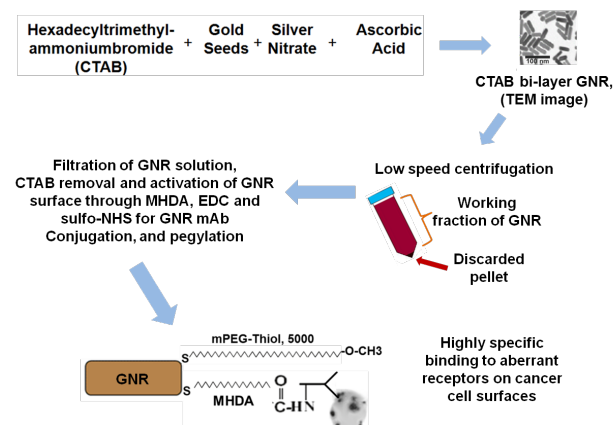 Hexadecyltrimethyl-
ammoniumbromide
(CTAB)
+
Gold
Seeds
+
Silver
Nitrate
+
Ascorbic
Acid
100 nm
CTAB bi-layer GNR,
(TEM image)
Low speed centrifugation
Working
fraction of GNR
Discarded
pellet
Filtration of GNR solution,
CTAB removal and activation of GNR
surface through MHDA, EDC and
sulfo-NHS for GNR mAb
Conjugation, and pegylation
mPEG-Thiol, 5000
S
-O-CH3
GNR
S
MHDA
O
C-HN
Highly specific
binding to aberrant
receptors on cancer
cell surfaces